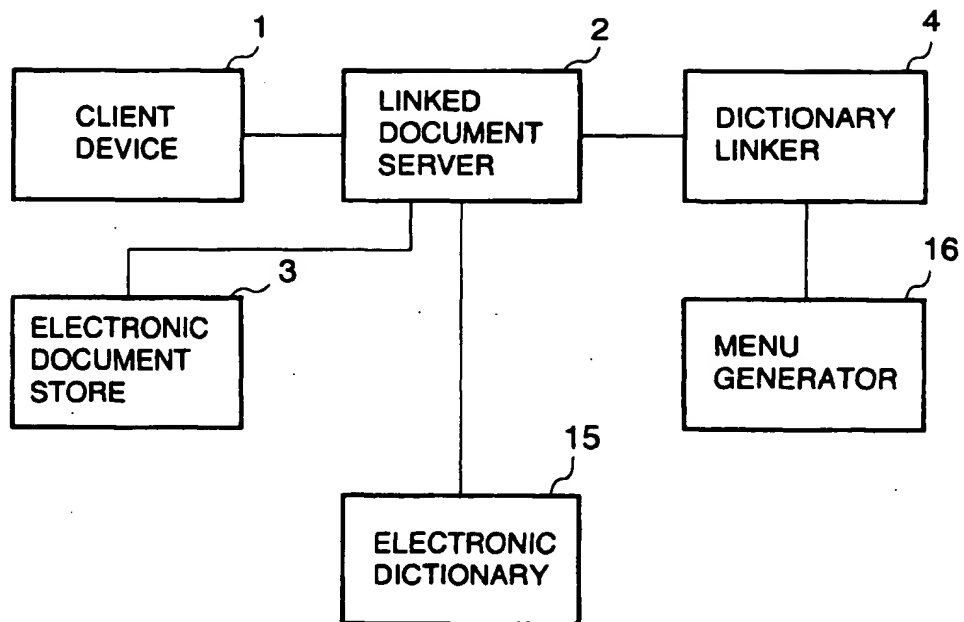 1
CLIENT
DEVICE
2
LINKED
DOCUMENT
SERVER
4
DICTIONARY
LINKER
3
ELECTRONIC
DOCUMENT
STORE
16
MENU
GENERATOR
15
ELECTRONIC
DICTIONARY